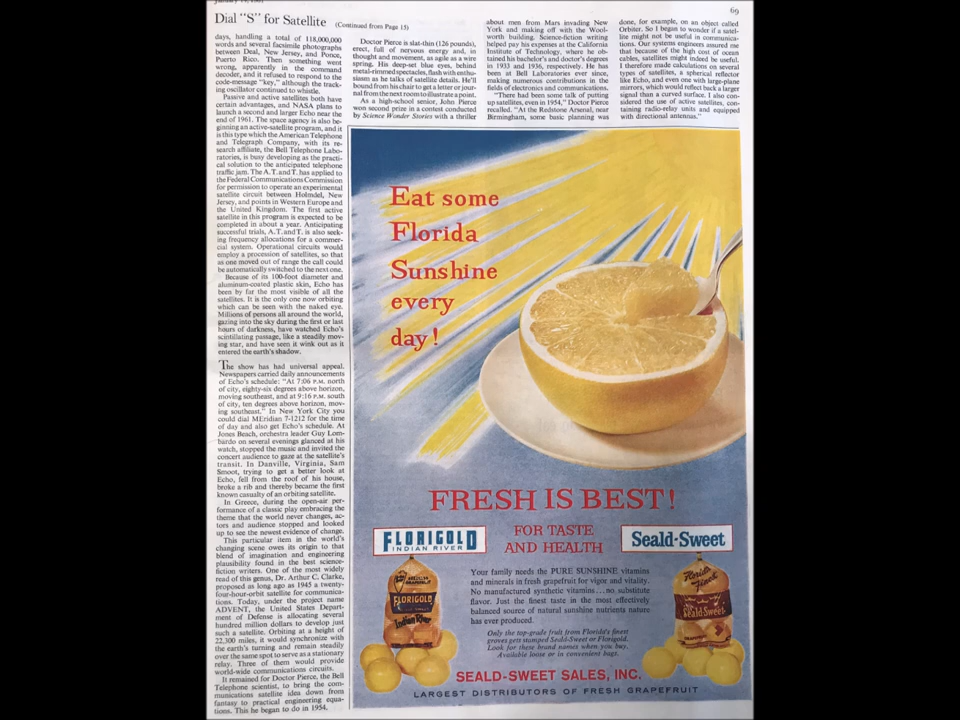 January 14, 1961
69
Dial "S" for Satellite (Continued from Page 15)
days, handling a total of 118,000,000
words and several facsimile photographs
between Deal, New Jersey, and Ponce,
Puerto Rico. Then something went
wrong, apparently in the command
decoder, and it refused to respond to the
code-message "key," although the track-
ing oscillator continued to whistle.
Passive and active satellites both have
certain advantages, and NASA plans to
launch a second and larger Echo near the
end of 1961. The space agency is also be-
ginning an active-satellite program, and it
is this type which the American Telephone
and Telegraph Company, with its re-
search affiliate, the Bell Telephone Labo-
ratories, is busy developing as the practi-
cal solution to the anticipated telephone
traffic jam. The A.T.and T. has applied to
the Federal Communications Commission
for permission to operate an experimental
satellite circuit between Holmdel, New
Jersey, and points in Western Europe and
the United Kingdom. The first active
satellite in this program is expected to be
completed in about a year. Anticipating
successful trials, A.T.and T. is also seek-
ing frequency allocations for a commer-
cial system. Operational circuits would
employ a procession of satellites, so that
as one moved out of range the call could
be automatically switched to the next one.
Because of its 100-foot diameter and
aluminum-coated plastic skin, Echo has
been by far the most visible of all the
satellites. It is the only one now orbiting
which can be seen with the naked eye.
Millions of persons all around the world,
gazing into the sky during the first or last
hours of darkness, have watched Echo's
scintillating passage, like a steadily mov-
ing star, and have seen it wink out as it
entered the earth's shadow.
The show has had universal appeal.
Newspapers carried daily announcements
of Echo's schedule: "At 7:06 P.M. north
of city, eighty-six degrees above horizon,
moving southeast, and at 9:16 P.M. south
of city, ten degrees above horizon, mov-
ing southeast." In New York City you
could dial MEridian 7-1212 for the time
of day and also get Echo's schedule. At
Jones Beach, orchestra leader Guy Lom-
bardo on several evenings glanced at his
watch, stopped the music and invited the
concert audience to gaze at the satellite's
transit. In Danville, Virginia, Sam
Smoot, trying to get a better look at
Echo, fell from the roof of his house,
broke a rib and thereby became the first
known casualty of an orbiting satellite.
In Greece, during the open-air per-
formance of a classic play embracing the
theme that the world never changes, ac-
tors and audience stopped and looked
up to see the newest evidence of change.
This particular item in the world's
changing scene owes its origin to that
blend of imagination and engineering
plausibility found in the best science-
fiction writers. One of the most widely
read of this genus, Dr. Arthur C. Clarke,
proposed as long ago as 1945 a twenty-
four-hour-orbit satellite for communica-
tions. Today, under the project name
ADVENT, the United States Depart-
ment of Defense is allocating several
hundred million dollars to develop just
such a satellite. Orbiting at a height of
22,300 miles, it would synchronize with
the earth's turning and remain steadily
over the same spot to serve as a stationary
relay. Three of them would provide
world-wide communications circuits.
It remained for Doctor Pierce, the Bell
Telephone scientist, to bring the com-
munications satellite idea down from
fantasy to practical engineering equa-
tions. This he began to do in 1954.
Doctor Pierce is slat-thin (126 pounds),
erect, full of nervous energy and, in
thought and movement, as agile as a wire
spring. His deep-set blue eyes, behind
metal-rimmed spectacles, flash with enthu-
siasm as he talks of satellite details. He'll
bound from his chair to get a letter or jour-
nal from the next room to illustrate a point.
As a high-school senior, John Pierce
won second prize in a contest conducted
by Science Wonder Stories with a thriller
about men from Mars invading New
York and making off with the Wool-
worth building. Science-fiction writing
helped pay his expenses at the California
Institute of Technology, where he ob-
tained his bachelor's and doctor's degrees
in 1933 and 1936, respectively. He has
been at Bell Laboratories ever since,
making numerous contributions in the
fields of electronics and communications.
"There had been some talk of putting
up satellites, even in 1954," Doctor Pierce
recalled. "At the Redstone Arsenal, near
Birmingham, some basic planning was
done, for example, on an object called
Orbiter. So I began to wonder if a satel-
lite might not be useful in communica-
tions. Our systems engineers assured me
that because of the high cost of ocean
cables, satellites might indeed be useful.
I therefore made calculations on several
types of satellites, a spherical reflector
like Echo, and even one with large-plane
mirrors, which would reflect back a larger
signal than a curved surface. I also con-
sidered the use of active satellites, con-
taining radio-relay units and equipped
with directional antennas."
Eat some
Florida
Sunshine
every
day!
FRESH IS BEST!
FOR TASTE
AND HEALTH
FLORIGOLD
INDIAN RIVER
Seald-Sweet
Your family needs the PURE SUNSHINE vitamins
and minerals in fresh grapefruit for vigor and vitality.
No manufactured synthetic vitamins...no substitute
flavor. Just the finest taste in the most effectively
balanced source of natural sunshine nutrients nature
has ever produced.
Only the top-grade fruit from Florida's finest
groves gets stamped Seald-Sweet or Florigold.
Look for these brand names when you buy.
Available loose or in convenient bags.
FLORIGOLD
Indian River
Florida's Finest
Seald-Sweet
SEALD-SWEET SALES, INC.
LARGEST DISTRIBUTORS OF FRESH GRAPEFRUIT